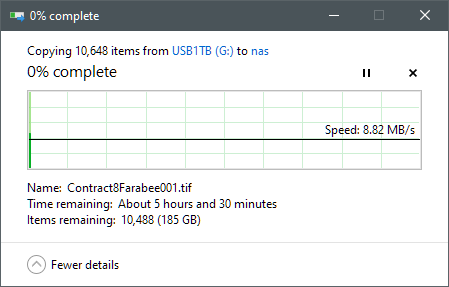 0% complete
Copying 10,648 items from USB1TB (G:) to nas
0% complete
Speed: 8.82 MB/s
Name: Contract8Farabee001.tif
Time remaining: About 5 hours and 30 minutes
Items remaining: 10,488 (185 GB)
Fewer details